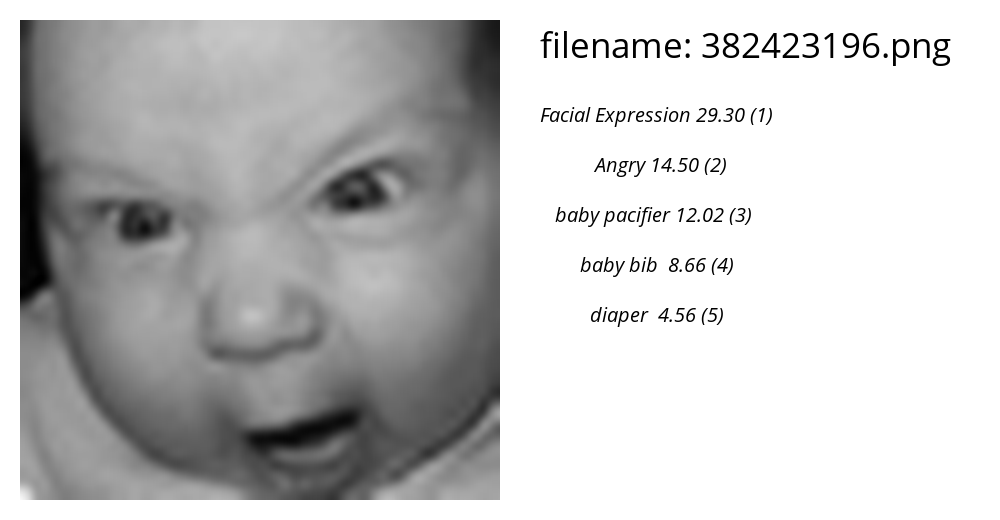 filename: 382423196.png
Facial Expression 29.30 (1)
Angry 14.50 (2)
baby pacifier 12.02 (3)
baby bib  8.66 (4)
diaper  4.56 (5)